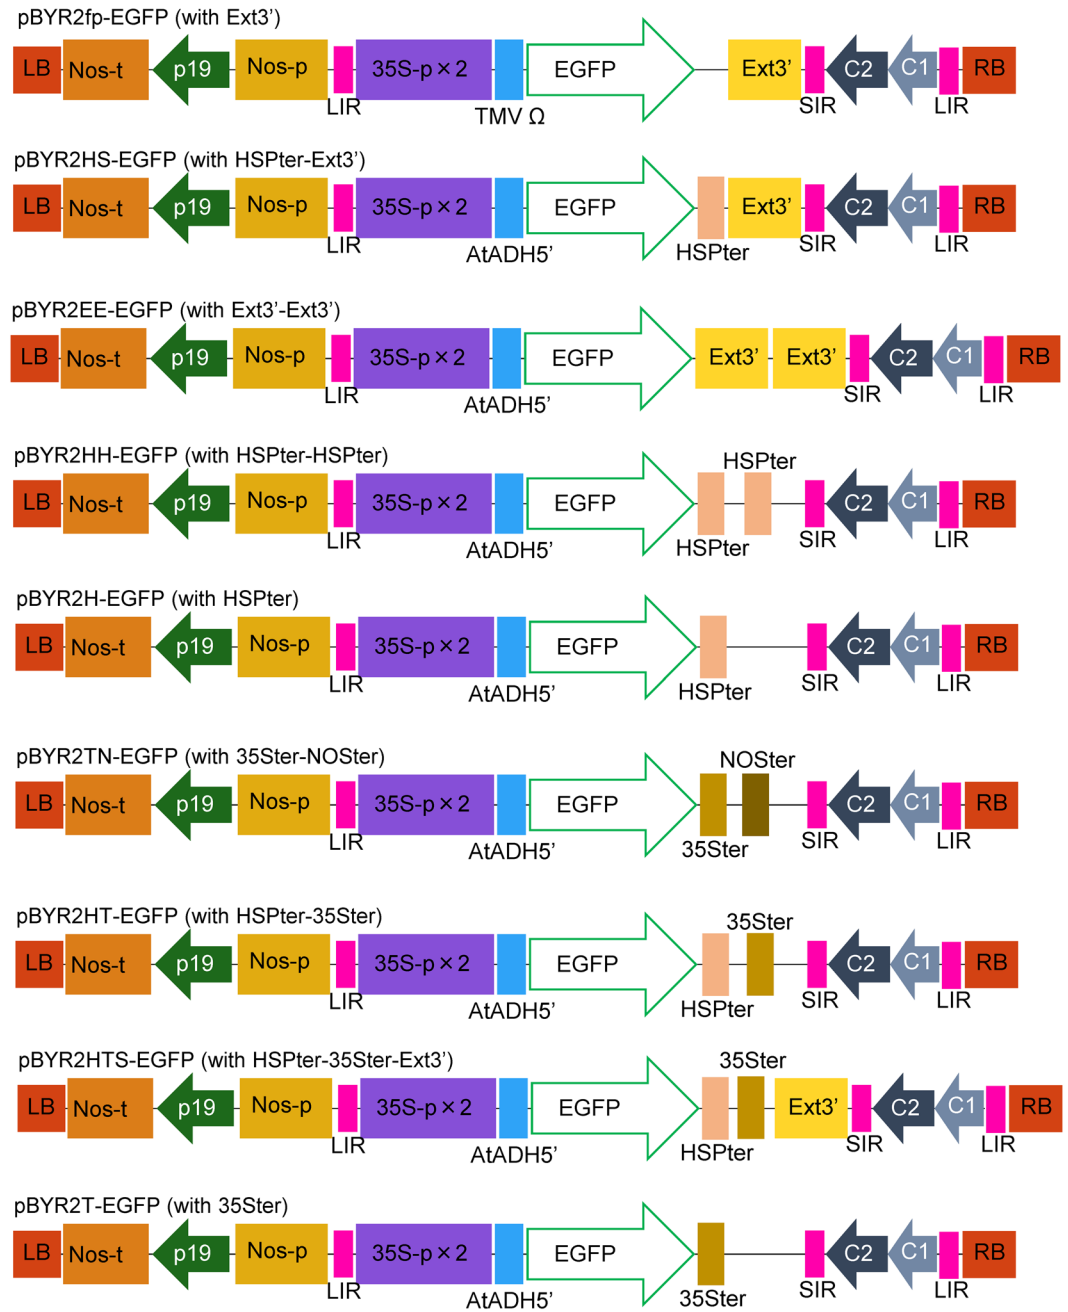 pBYR2fp-EGFP (with Ext3’)
LB Nos-t p19 Nos-p LIR 35S-p×2 TMV Ω EGFP Ext3’ SIR C2 C1 LIR RB
pBYR2HS-EGFP (with HSPter-Ext3’)
LB Nos-t p19 Nos-p LIR 35S-p×2 AtADH5’ EGFP HSPter Ext3’ SIR C2 C1 LIR RB
pBYR2EE-EGFP (with Ext3’-Ext3’)
LB Nos-t p19 Nos-p LIR 35S-p×2 AtADH5’ EGFP Ext3’ Ext3’ SIR C2 C1 LIR RB
pBYR2HH-EGFP (with HSPter-HSPter)
LB Nos-t p19 Nos-p LIR 35S-p×2 AtADH5’ EGFP HSPter HSPter SIR C2 C1 LIR RB
pBYR2H-EGFP (with HSPter)
LB Nos-t p19 Nos-p LIR 35S-p×2 AtADH5’ EGFP HSPter SIR C2 C1 LIR RB
pBYR2TN-EGFP (with 35Ster-NOSter)
LB Nos-t p19 Nos-p LIR 35S-p×2 AtADH5’ EGFP 35Ster NOSter SIR C2 C1 LIR RB
pBYR2HT-EGFP (with HSPter-35Ster)
LB Nos-t p19 Nos-p LIR 35S-p×2 AtADH5’ EGFP HSPter 35Ster SIR C2 C1 LIR RB
pBYR2HTS-EGFP (with HSPter-35Ster-Ext3’)
LB Nos-t p19 Nos-p LIR 35S-p×2 AtADH5’ EGFP HSPter 35Ster Ext3’ SIR C2 C1 LIR RB
pBYR2T-EGFP (with 35Ster)
LB Nos-t p19 Nos-p LIR 35S-p×2 AtADH5’ EGFP 35Ster SIR C2 C1 LIR RB